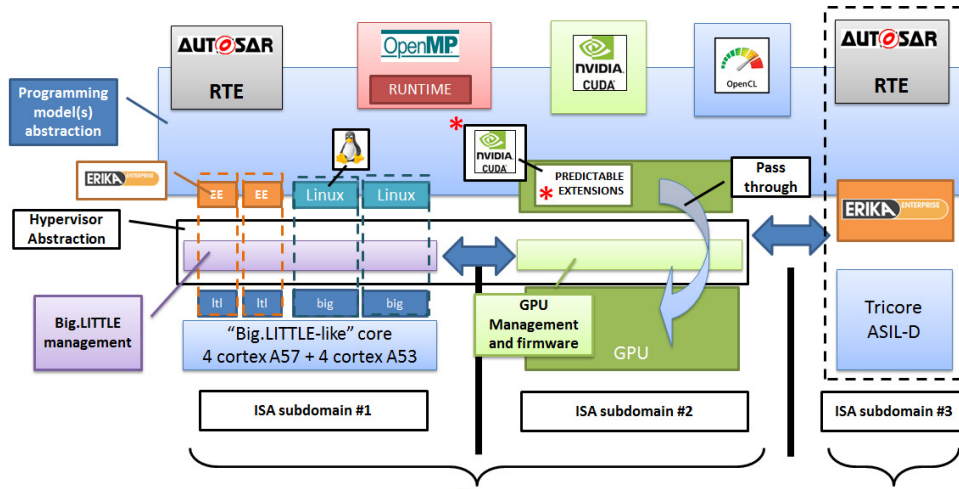 AUTOSAR
RTE
OpenMP
RUNTIME
NVIDIA
CUDA
OpenCL
AUTOSAR
RTE
Programming
model(s)
abstraction
*
NVIDIA
CUDA
PREDICTABLE
* EXTENSIONS
Pass
through
ERIKA ENTERPRISE
EE
EE
Linux
Linux
ERIKA ENTERPRISE
Hypervisor
Abstraction
Big.LITTLE
management
ltl
ltl
big
big
"Big.LITTLE-like" core
4 cortex A57 + 4 cortex A53
GPU
Management
and firmware
GPU
Tricore
ASIL-D
ISA subdomain #1
ISA subdomain #2
ISA subdomain #3